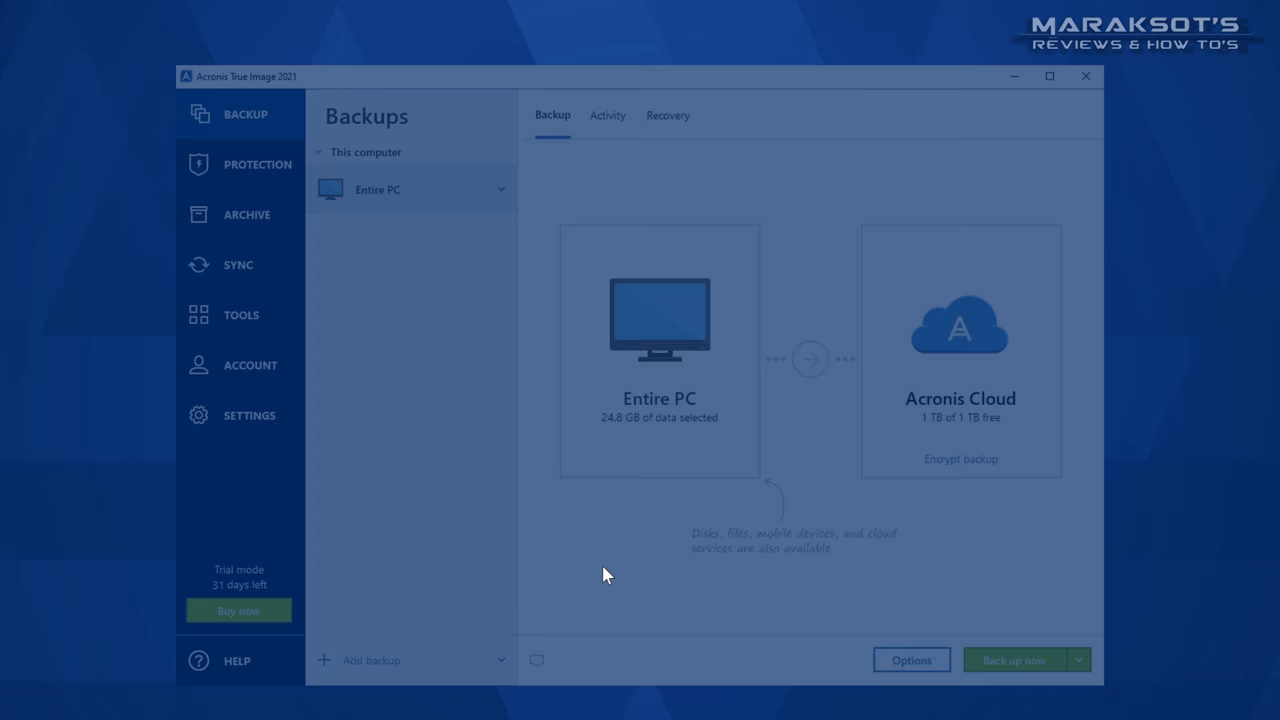 MARAKSOT'S
REVIEWS & HOW TO'S
Acronis True Image 2021
BACKUP
PROTECTION
ARCHIVE
SYNC
TOOLS
ACCOUNT
SETTINGS
Trial mode
31 days left
Buy now
HELP
Backups
This computer
Entire PC
Add backup
Backup Activity Recovery
Entire PC
24.8 GB of data selected
Acronis Cloud
1 TB of 1 TB free
Encrypt backup
Disks, files, mobile devices, and cloud
services are also available
Options
Back up now